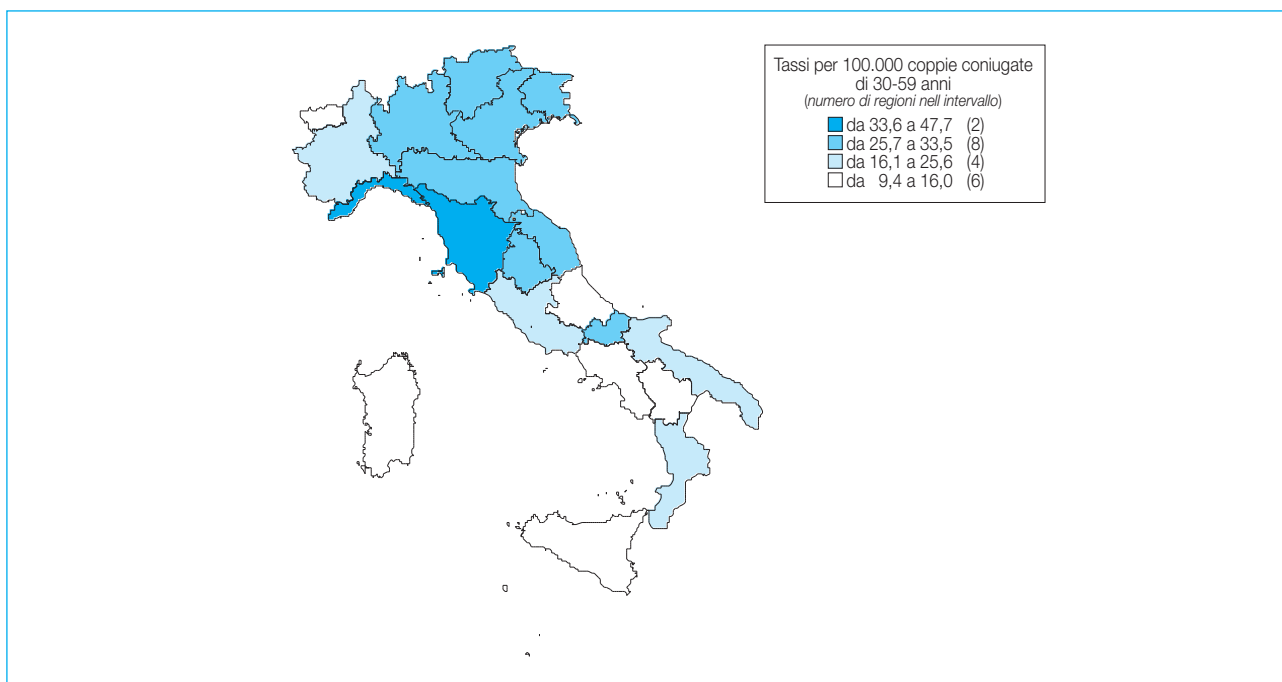 Tassi per 100.000 coppie coniugate
di 30-59 anni
(numero di regioni nell intervallo)
da 33,6 a 47,7 (2)
da 25,7 a 33,5 (8)
da 16,1 a 25,6 (4)
da 9,4 a 16,0 (6)